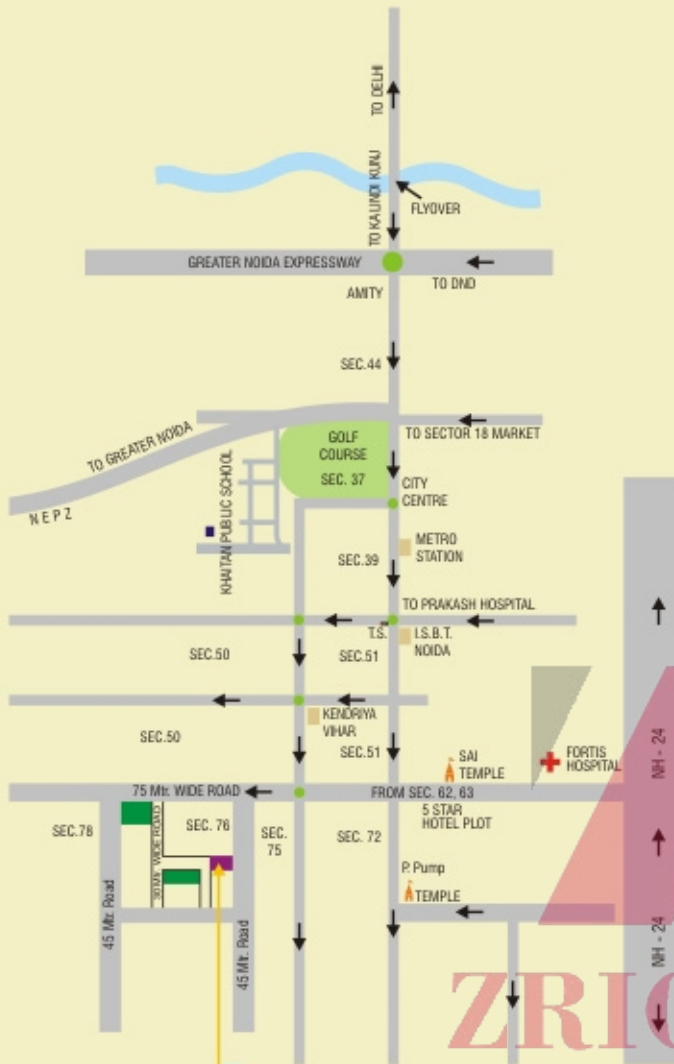 TO DELHI
TO KALINDI KUNJ
FLYOVER
GREATER NOIDA EXPRESSWAY
TO DND
AMITY
SEC.44
TO GREATER NOIDA
GOLF
COURSE
SEC. 37
TO SECTOR 18 MARKET
NEPZ
KHAITAN PUBLIC SCHOOL
CITY
CENTRE
METRO
STATION
SEC.39
TO PRAKASH HOSPITAL
T.S.
I.S.B.T.
NOIDA
SEC.50
SEC.51
KENDRIYA
VIHAR
SEC.50
SEC.51
SAI
TEMPLE
FORTIS
HOSPITAL
NH - 24
75 Mtr. WIDE ROAD
FROM SEC. 62, 63
5 STAR
HOTEL PLOT
SEC.78
30 Mtr. WIDE ROAD
SEC. 76
SEC.
75
SEC. 72
P. Pump
TEMPLE
45 Mtr. Road
45 Mtr. Road
NH - 24